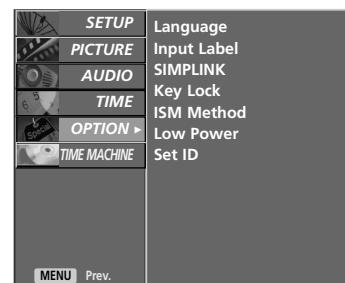 SETUP
PICTURE
AUDIO
TIME
OPTION ►
TIME MACHINE
Language
Input Label
SIMPLINK
Key Lock
ISM Method
Low Power
Set ID
MENU Prev.